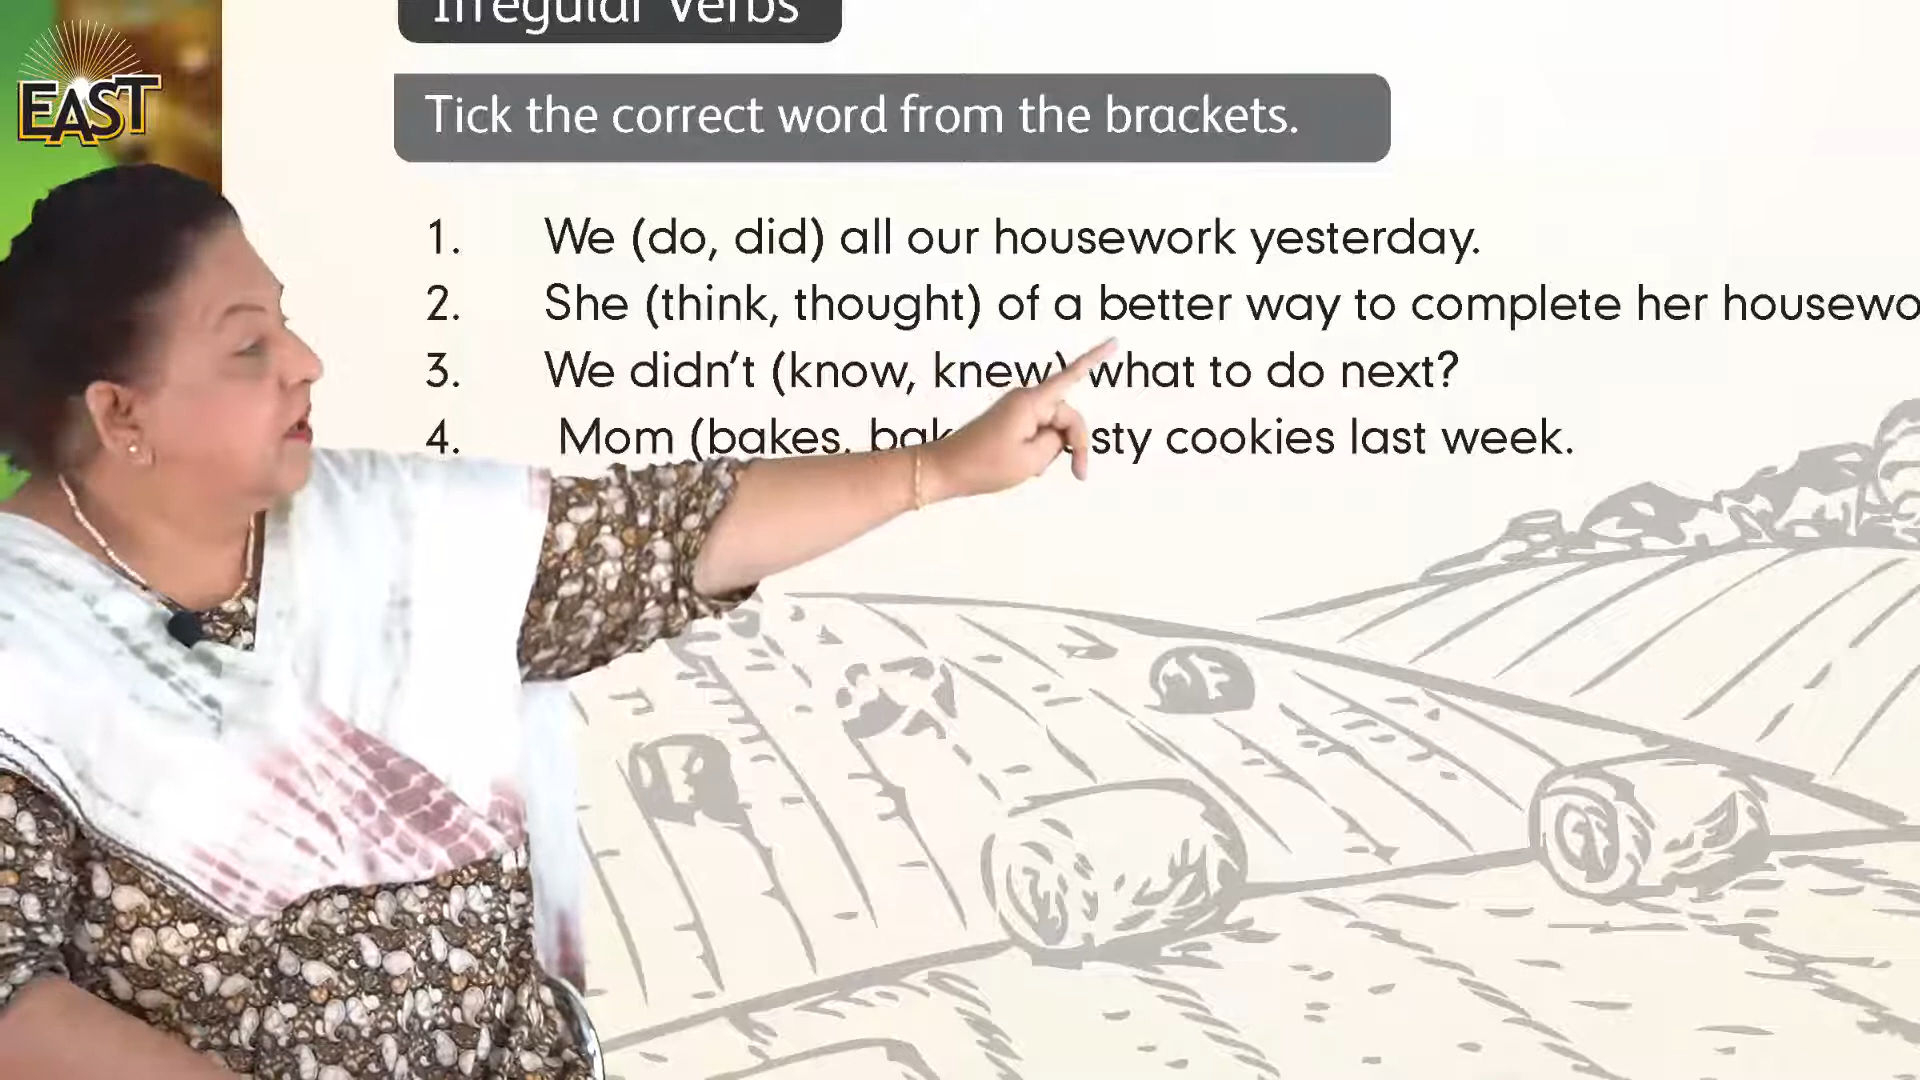 EAST
Irregular Verbs
Tick the correct word from the brackets.
1. We (do, did) all our housework yesterday.
2. She (think, thought) of a better way to complete her
3. We didn't (know, knew) what to do next?
4. Mom (bakes, cookies last week.